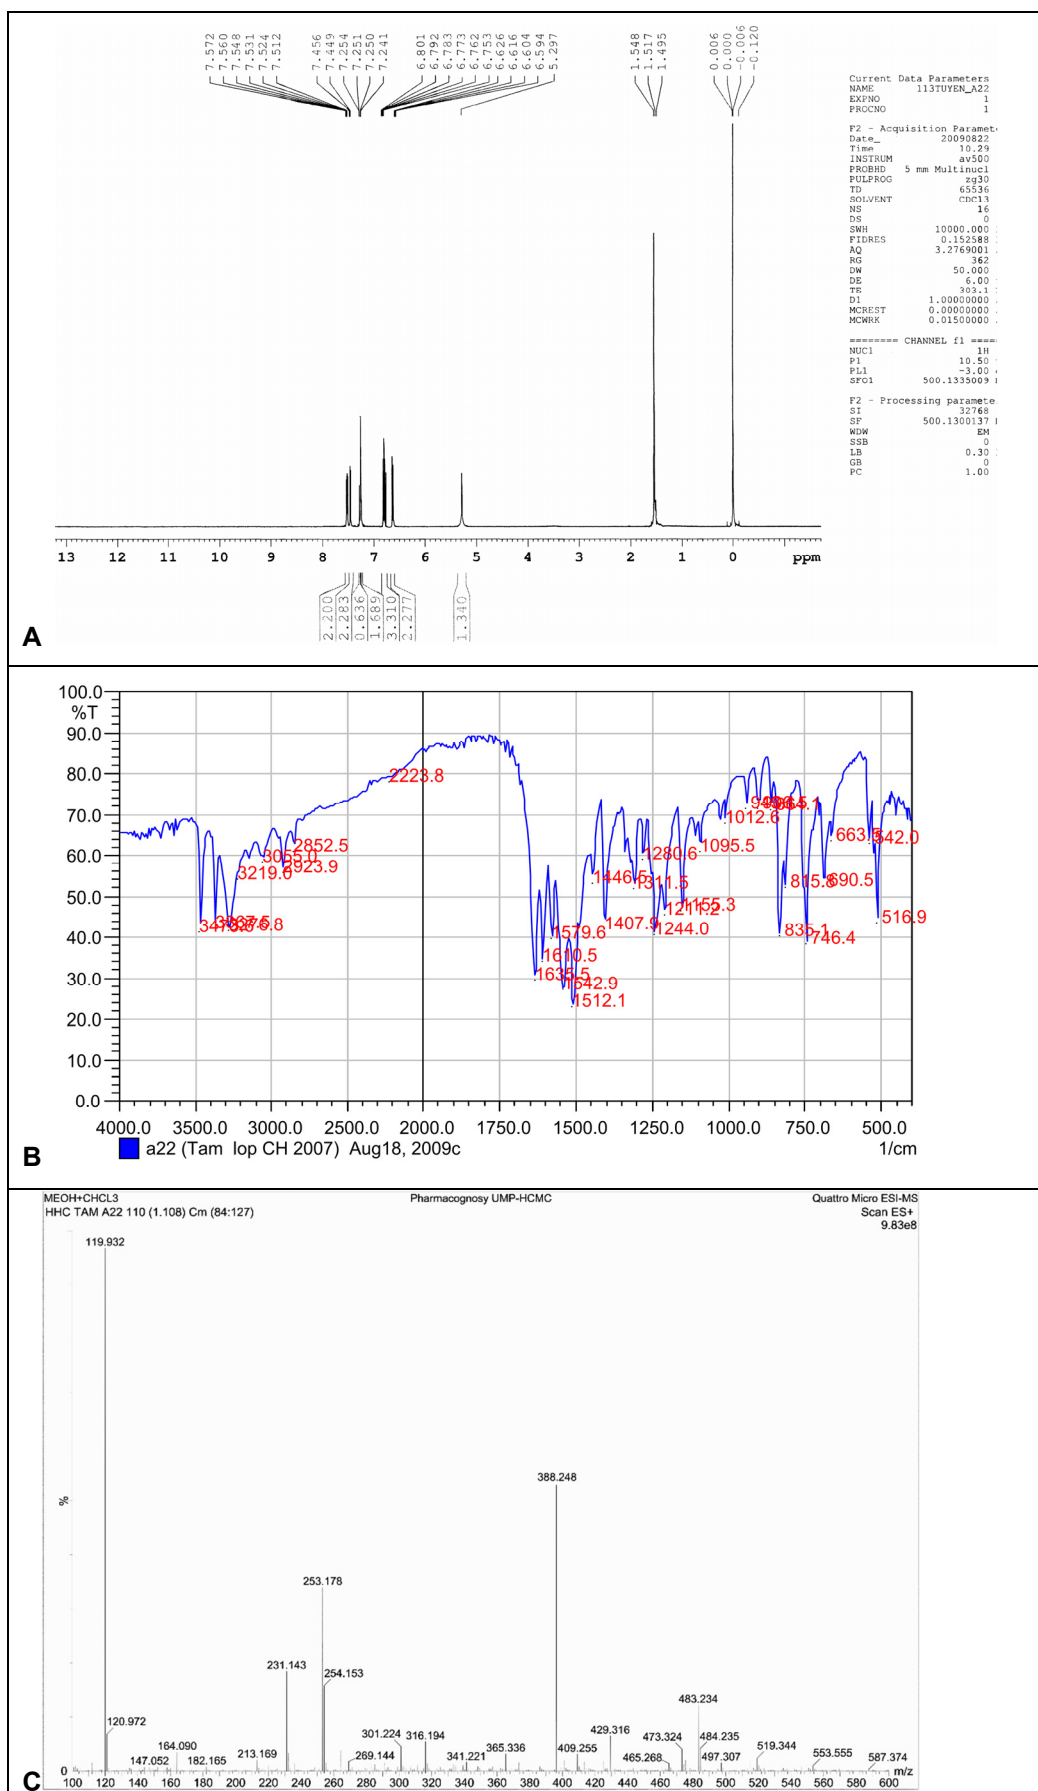 7.572
7.560
7.548
7.531
7.524
7.512
7.456
7.449
7.254
7.251
7.250
7.241
6.801
6.792
6.783
6.773
6.762
6.753
6.626
6.616
6.604
6.594
5.297
1.548
1.517
1.495
0.006
0.000
-0.006
-0.120
Current Data Parameters
NAME 113TUYEN_A22
EXPNO 1
PROCNO 1
F2 - Acquisition Paramet
Date_ 20090822
Time 10.29
INSTRUM av500
PROBHD 5 mm Multinucl
PULPROG zg30
TD 65536
SOLVENT CDCl3
NS 16
DS 0
SWH 10000.000
FIDRES 0.152588
AQ 3.2769001
RG 362
DW 50.000
DE 6.00
TE 303.1
D1 1.00000000
MCREST 0.00000000
MCWRK 0.01500000
======== CHANNEL f1 ====
NUC1 1H
P1 10.50
PL1 -3.00
SFO1 500.1335009
F2 - Processing paramete
SI 32768
SF 500.1300137
WDW EM
SSB 0
LB 0.30
GB 0
PC 1.00
13 12 11 10 9 8 7 6 5 4 3 2 1 0 ppm
2.200
2.283
0.636
1.689
3.310
2.277
1.340
A
100.0
%T
90.0
80.0
70.0
60.0
50.0
40.0
30.0
20.0
10.0
0.0
2223.8
2852.5
3055.0
2923.9
3219.0
1012.6
864.1
663.5
542.0
1280.6
1095.5
1446.5
1311.5
815.8
690.5
1155.3
1211.2
516.9
1407.9
1244.0
835.1
746.4
1579.6
1610.5
1635.5
1542.9
1512.1
4000.0 3500.0 3000.0 2500.0 2000.0 1750.0 1500.0 1250.0 1000.0 750.0 500.0
a22 (Tam lop CH 2007) Aug18, 2009c
1/cm
B
MEOH+CHCL3 Pharmacognosy UMP-HCMC Quattro Micro ESI-MS
HHC TAM A22 110 (1.108) Cm (84:127) Scan ES+
9.83e8
119.932
388.248
%
253.178
231.143
254.153
483.234
120.972
429.316
301.224
316.194
473.324
484.235
164.090
365.336
409.255
519.344
147.052
182.165
213.169
269.144
341.221
465.268
497.307
553.555
587.374
0
m/z
100 120 140 160 180 200 220 240 260 280 300 320 340 360 380 400 420 440 460 480 500 520 540 560 580 600
C